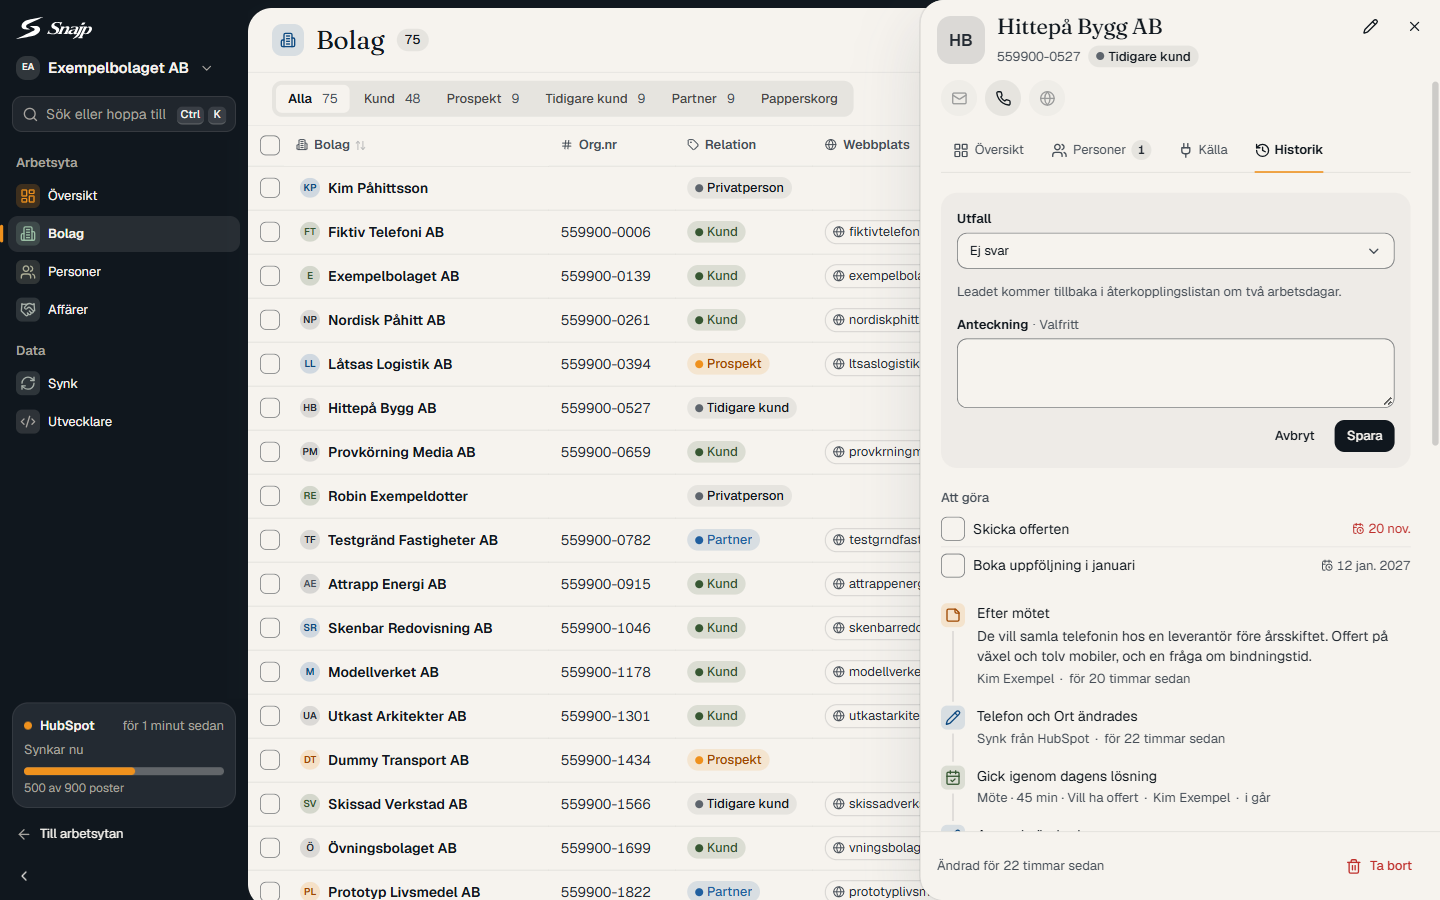 Snajp
EA Exempelbolaget AB
Sök eller hoppa till Ctrl K
Arbetsyta
Översikt
Bolag
Personer
Affärer
Data
Synk
Utvecklare
HubSpot för 1 minut sedan
Synkar nu
500 av 900 poster
Till arbetsytan
Bolag 75
Alla 75 Kund 48 Prospekt 9 Tidigare kund 9 Partner 9 Papperskorg
Bolag Org.nr Relation Webbplats
KP Kim Påhittsson Privatperson
FT Fiktiv Telefoni AB 559900-0006 Kund fiktivtelefon
E Exempelbolaget AB 559900-0139 Kund exempelbola
NP Nordisk Påhitt AB 559900-0261 Kund nordiskphitt
LL Låtsas Logistik AB 559900-0394 Prospekt ltsaslogistik
HB Hittepå Bygg AB 559900-0527 Tidigare kund
PM Provkörning Media AB 559900-0659 Kund provkrningm
RE Robin Exempeldotter Privatperson
TF Testgränd Fastigheter AB 559900-0782 Partner testgrndfast
AE Attrapp Energi AB 559900-0915 Kund attrappenerg
SR Skenbar Redovisning AB 559900-1046 Kund skenbarredo
M Modellverket AB 559900-1178 Kund modellverke
UA Utkast Arkitekter AB 559900-1301 Kund utkastarkite
DT Dummy Transport AB 559900-1434 Prospekt
SV Skissad Verkstad AB 559900-1566 Tidigare kund skissadverk
Ö Övningsbolaget AB 559900-1699 Kund vningsbolag
PL Prototyp Livsmedel AB 559900-1822 Partner prototyplivsm
HB Hittepå Bygg AB
559900-0527 Tidigare kund
Översikt Personer 1 Källa Historik
Utfall
Ej svar
Leadet kommer tillbaka i återkopplingslistan om två arbetsdagar.
Anteckning · Valfritt
Avbryt Spara
Att göra
Skicka offerten 20 nov.
Boka uppföljning i januari 12 jan. 2027
Efter mötet
De vill samla telefonin hos en leverantör före årsskiftet. Offert på
växel och tolv mobiler, och en fråga om bindningstid.
Kim Exempel · för 20 timmar sedan
Telefon och Ort ändrades
Synk från HubSpot · för 22 timmar sedan
Gick igenom dagens lösning
Möte · 45 min · Vill ha offert · Kim Exempel · i går
Ändrad för 22 timmar sedan Ta bort